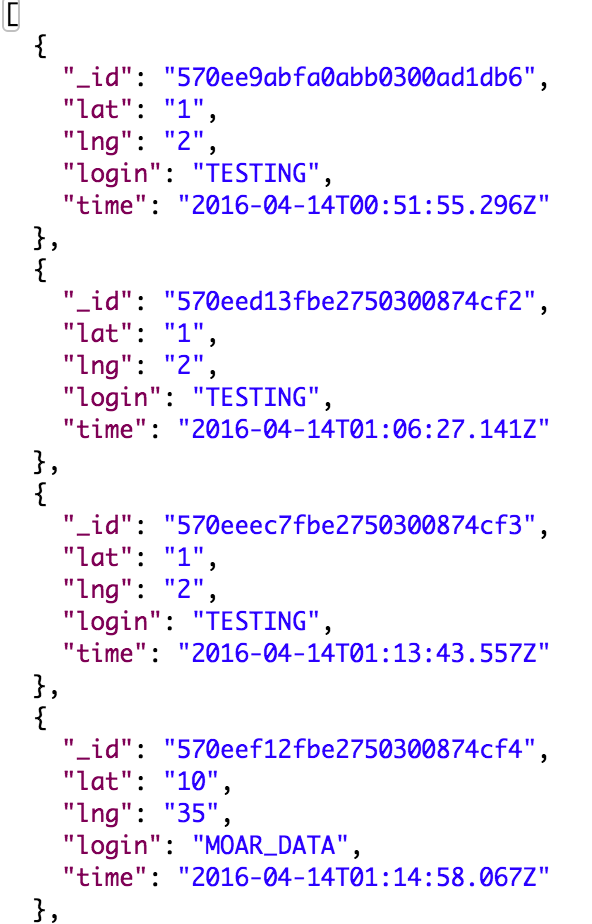 [
{
"_id": "570ee9abfa0abb0300ad1db6",
"lat": "1",
"lng": "2",
"login": "TESTING",
"time": "2016-04-14T00:51:55.296Z"
},
{
"_id": "570eed13fbe2750300874cf2",
"lat": "1",
"lng": "2",
"login": "TESTING",
"time": "2016-04-14T01:06:27.141Z"
},
{
"_id": "570eeec7fbe2750300874cf3",
"lat": "1",
"lng": "2",
"login": "TESTING",
"time": "2016-04-14T01:13:43.557Z"
},
{
"_id": "570eef12fbe2750300874cf4",
"lat": "10",
"lng": "35",
"login": "MOAR_DATA",
"time": "2016-04-14T01:14:58.067Z"
},